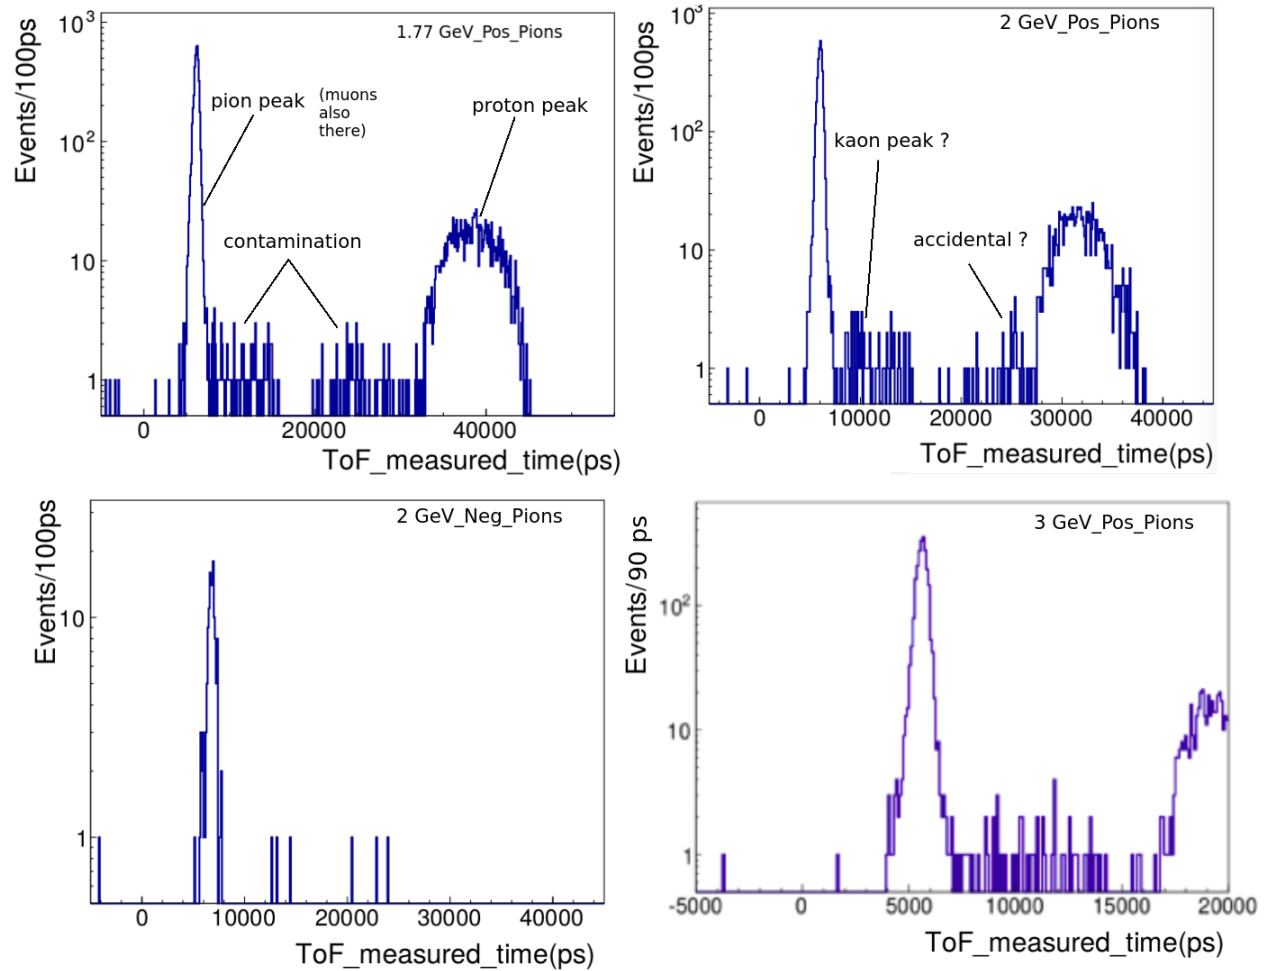 1.77 GeV_Pos_Pions
Events/100ps
10³
10²
10
1
pion peak
(muons
also
there)
proton peak
contamination
0 20000 40000
ToF_measured_time(ps)
2 GeV_Pos_Pions
Events/100ps
10³
10²
10
1
kaon peak ?
accidental ?
0 10000 20000 30000 40000
ToF_measured_time(ps)
2 GeV_Neg_Pions
Events/100ps
10
1
0 10000 20000 30000 40000
ToF_measured_time(ps)
3 GeV_Pos_Pions
Events/90 ps
10²
10
1
-5000 0 5000 10000 15000 20000
ToF_measured_time(ps)